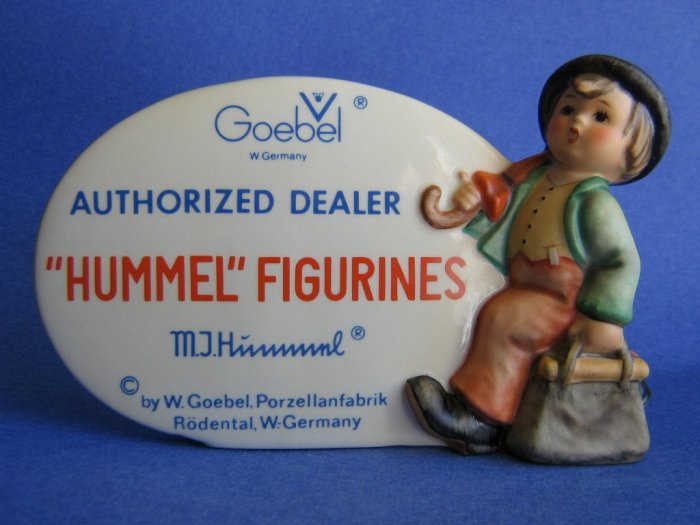 Goebel ®
W Germany
AUTHORIZED DEALER
"HUMMEL" FIGURINES
M.J.Hummel ®
© by W. Goebel, Porzellanfabrik
Rödental, W.-Germany